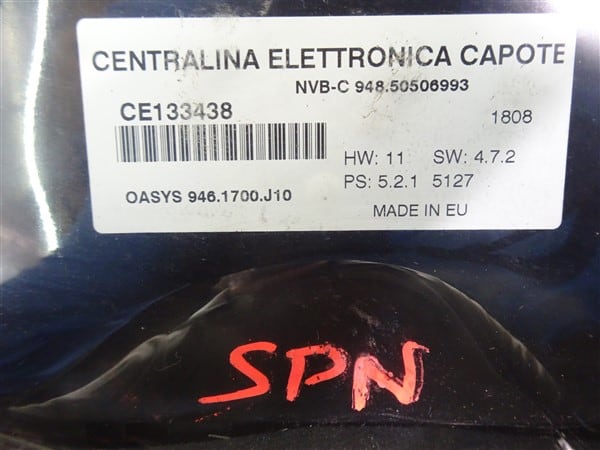 CENTRALINA ELETTRONICA CAPOTE
NVB-C 948.50506993
CE133438
1808
HW: 11 SW: 4.7.2
PS: 5.2.1 5127
OASYS 946.1700.J10
MADE IN EU
SPN